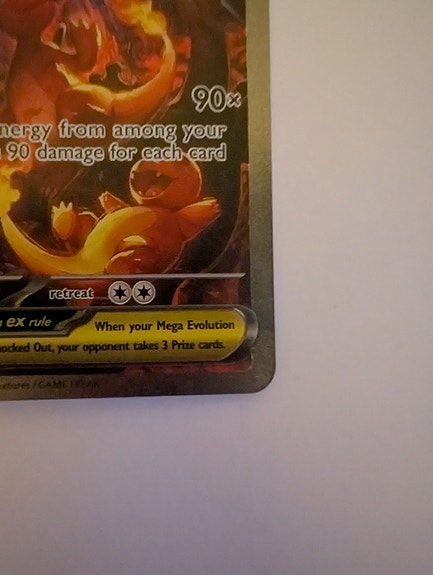 90×
nergy from among your
90 damage for each card
retreat
ex rule
When your Mega Evolution
nocked Out, your opponent takes 3 Prize cards.